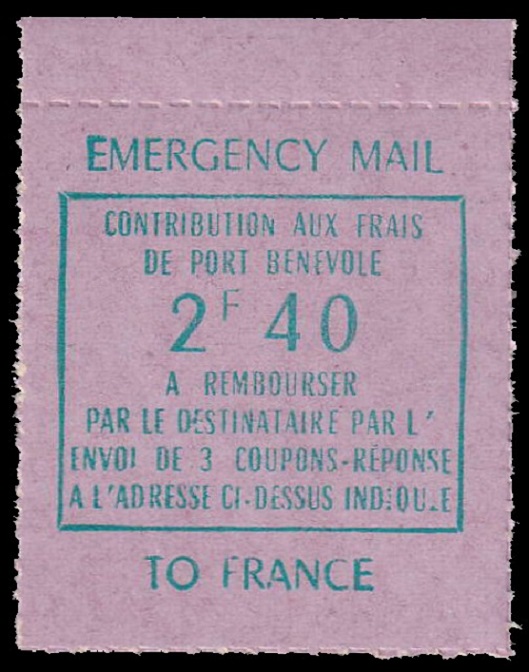 EMERGENCY MAIL
CONTRIBUTION AUX FRAIS
DE PORT BENEVOLE
2F 40
A REMBOURSER
PAR LE DESTINATAIRE PAR L'
ENVOI DE 3 COUPONS-RÉPONSE
A L'ADRESSE CI-DESSUS INDIQUÉE
TO FRANCE